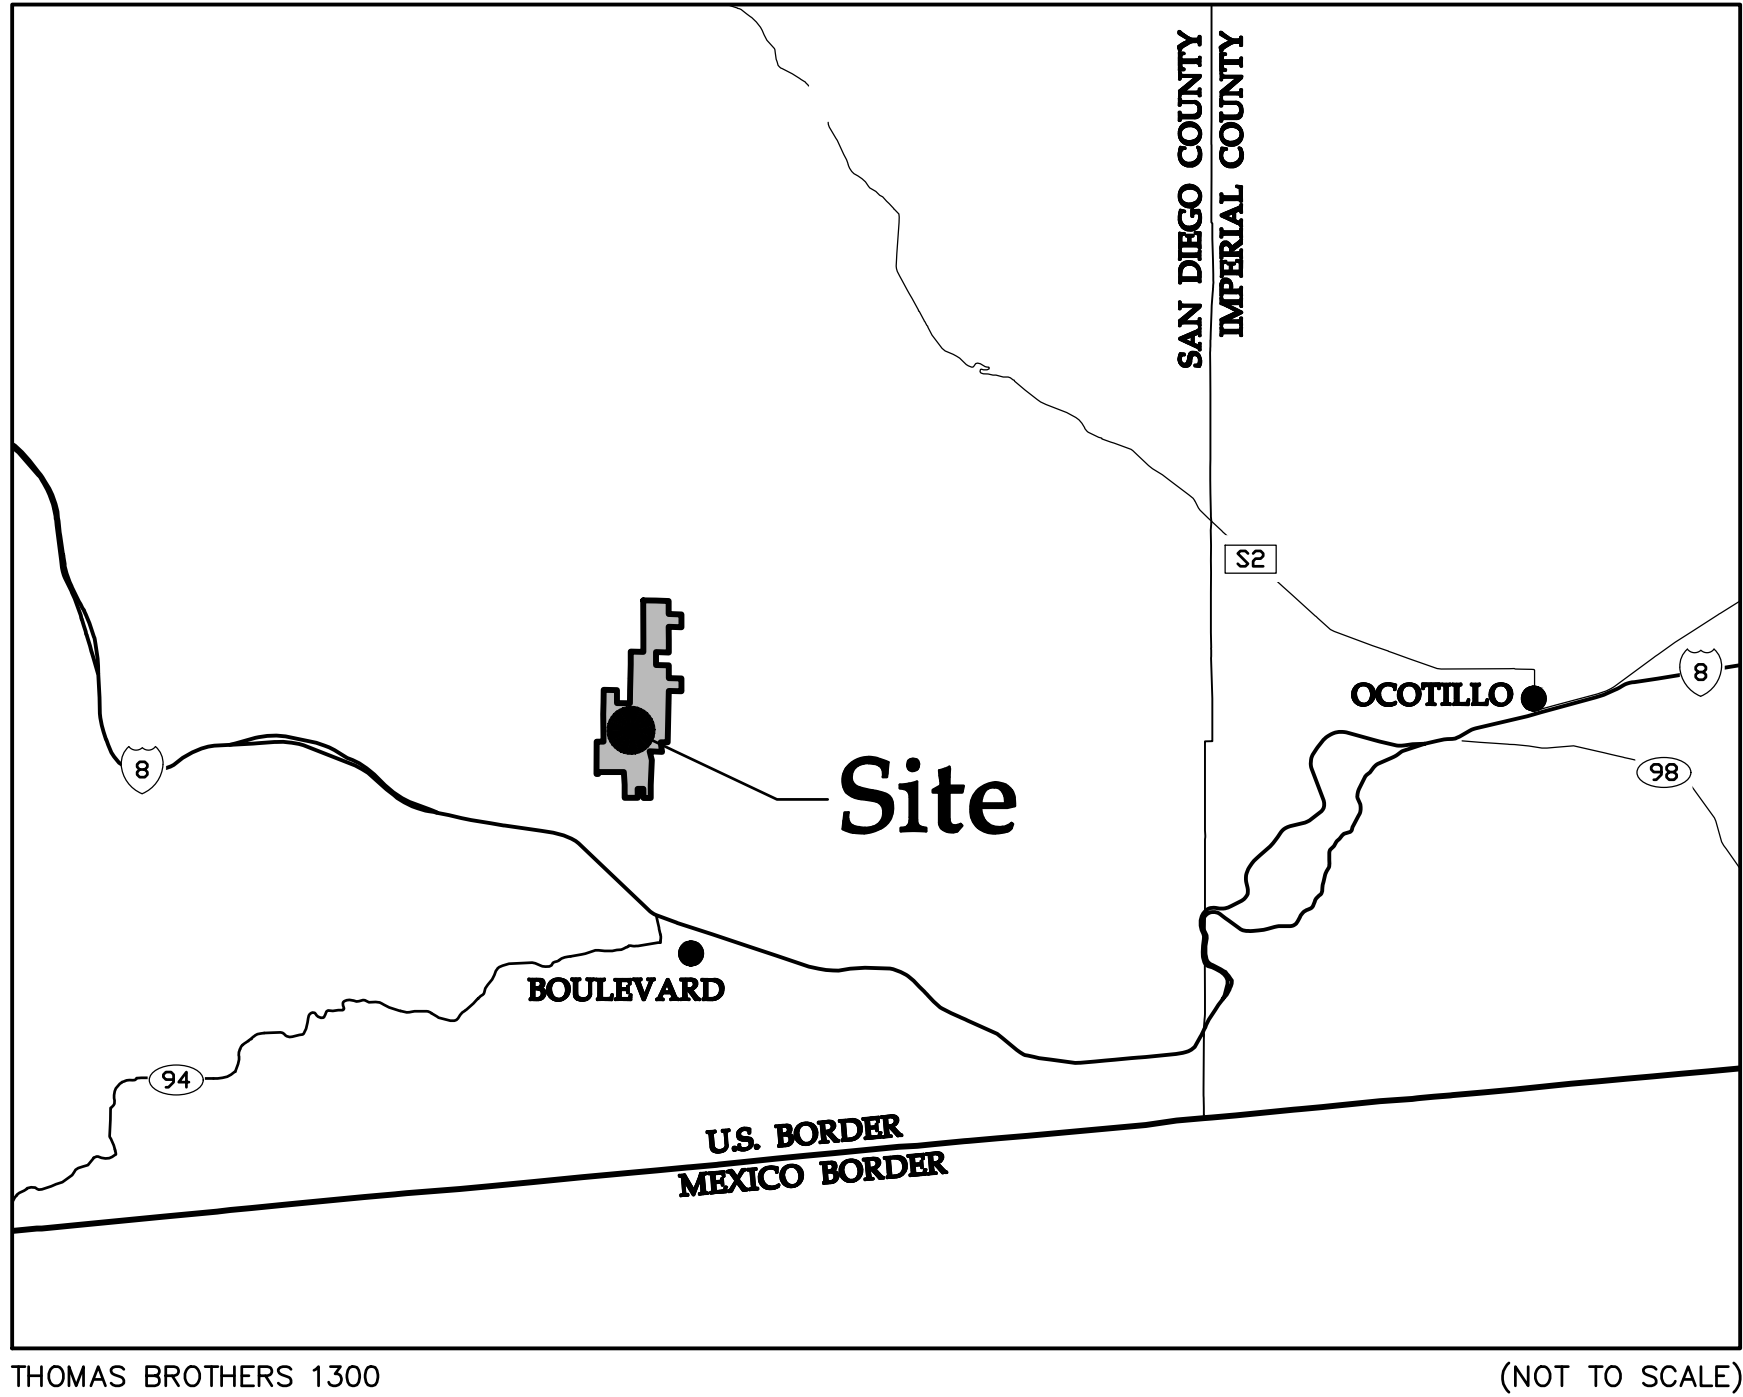 SAN DIEGO COUNTY
IMPERIAL COUNTY
S2
8
OCOTILLO
98
8
Site
BOULEVARD
94
U.S. BORDER
MEXICO BORDER
THOMAS BROTHERS 1300
(NOT TO SCALE)